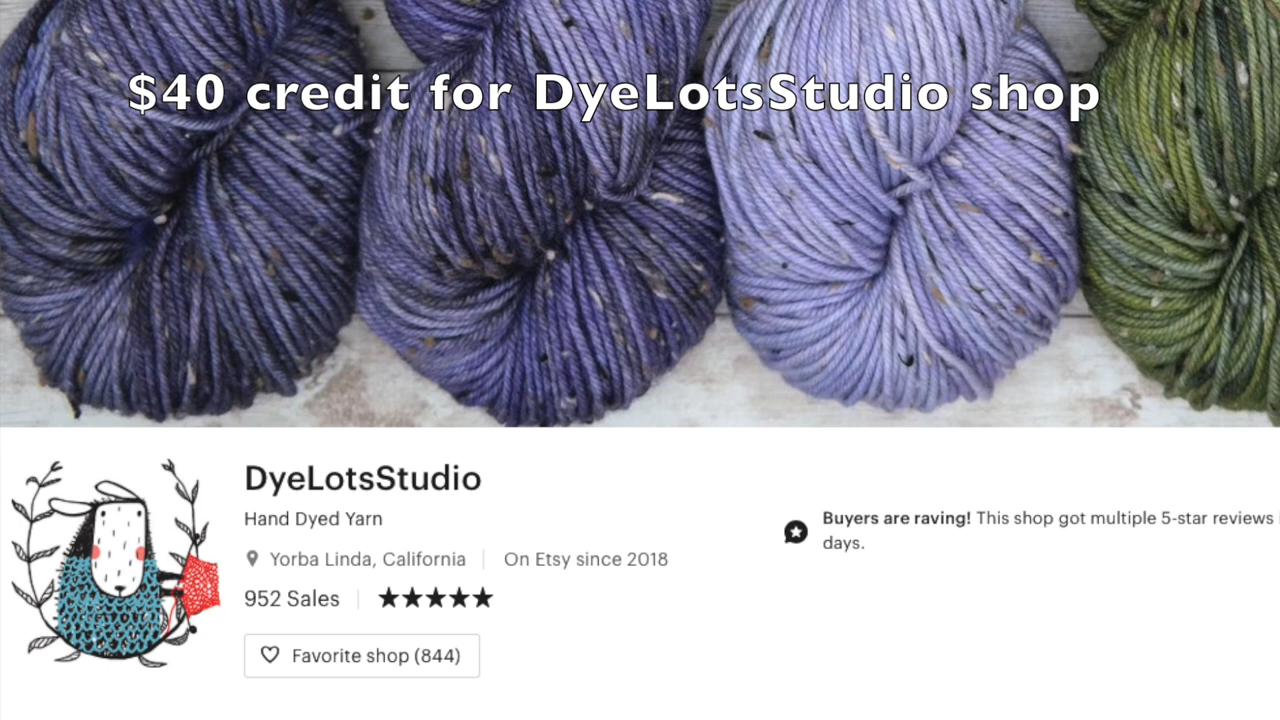 $40 credit for DyeLotsStudio shop
DyeLotsStudio
Hand Dyed Yarn
Yorba Linda, California
On Etsy since 2018
952 Sales
Favorite shop (844)
Buyers are raving! This shop got multiple 5-star reviews
days.